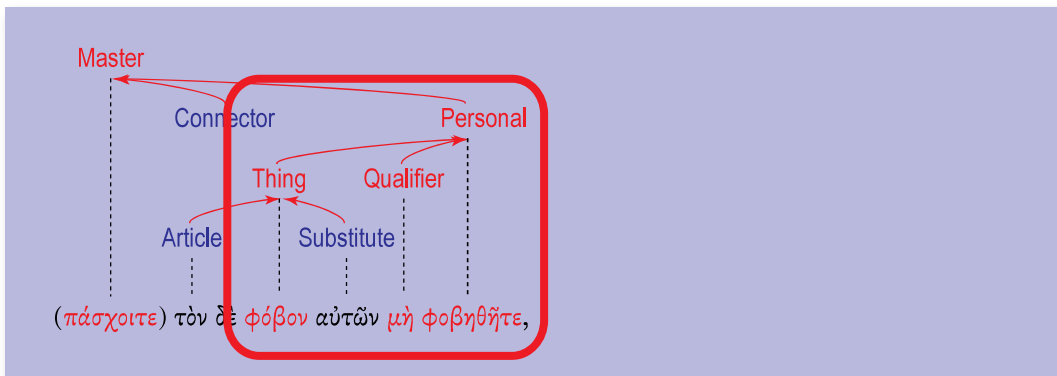 Master
Connector Personal
Thing Qualifier
Article Substitute
(πάσχοιτε) τὸν δὲ φόβον αὐτῶν μὴ φοβηθῆτε,